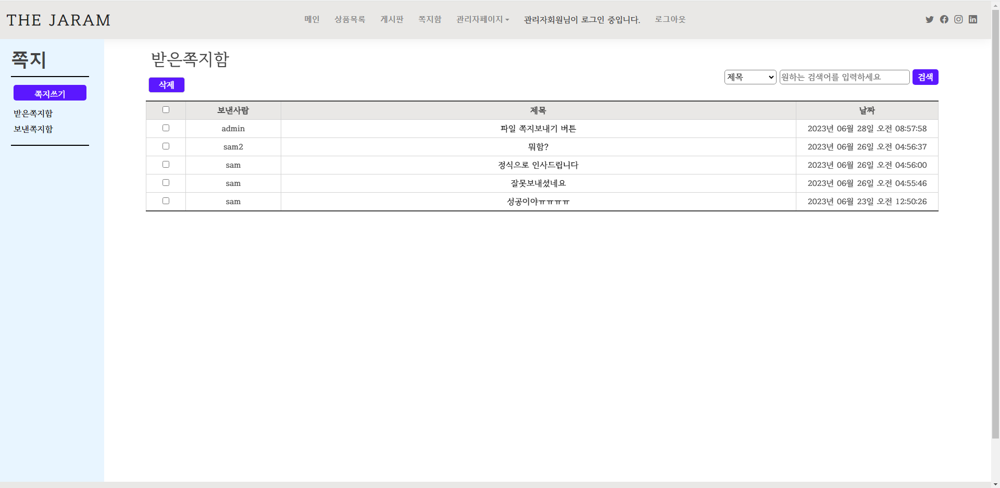 THE JARAM
메인 상품목록 게시판 쪽지함 관리자페이지 관리자회원님이 로그인 중입니다. 로그아웃
쪽지
쪽지쓰기
받은쪽지함
보낸쪽지함
받은쪽지함
삭제
제목 원하는 검색어를 입력하세요 검색
보낸사람 제목 날짜
admin 파일 쪽지보내기 버튼 2023년 06월 28일 오전 08:57:58
sam2 뭐함? 2023년 06월 26일 오전 04:56:37
sam 정식으로 인사드립니다 2023년 06월 26일 오전 04:56:00
sam 잘못보내셨네요 2023년 06월 26일 오전 04:55:46
sam 성공이야ㅠㅠㅠㅠ 2023년 06월 23일 오전 12:50:26